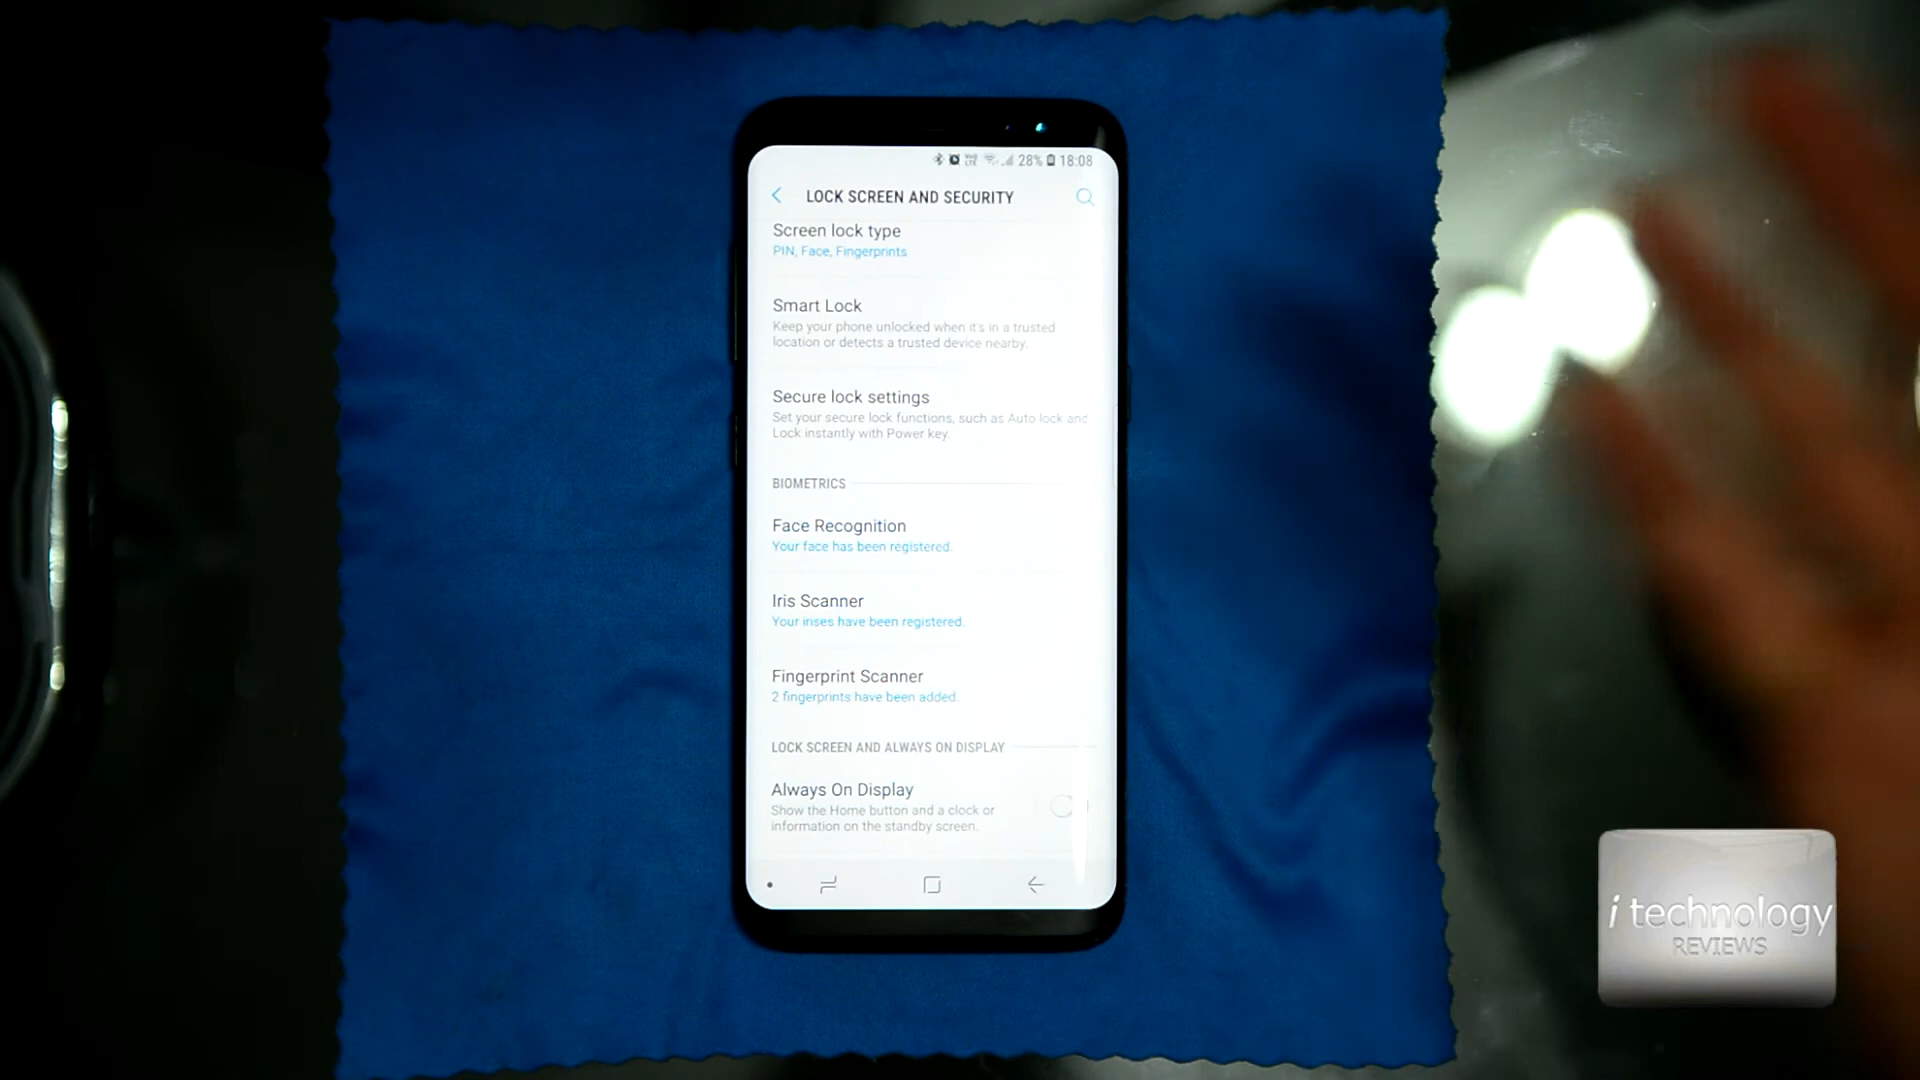 28% 18:08
LOCK SCREEN AND SECURITY
Screen lock type
PIN, Face, Fingerprints
Smart Lock
Keep your phone unlocked when it's in a trusted
location or detects a trusted device nearby.
Secure lock settings
Set your secure lock functions, such as Auto lock and
Lock instantly with Power key.
BIOMETRICS
Face Recognition
Your face has been registered.
Iris Scanner
Your irises have been registered.
Fingerprint Scanner
2 fingerprints have been added.
LOCK SCREEN AND ALWAYS ON DISPLAY
Always On Display
Show the Home button and a clock or
information on the standby screen.
i technology
REVIEWS